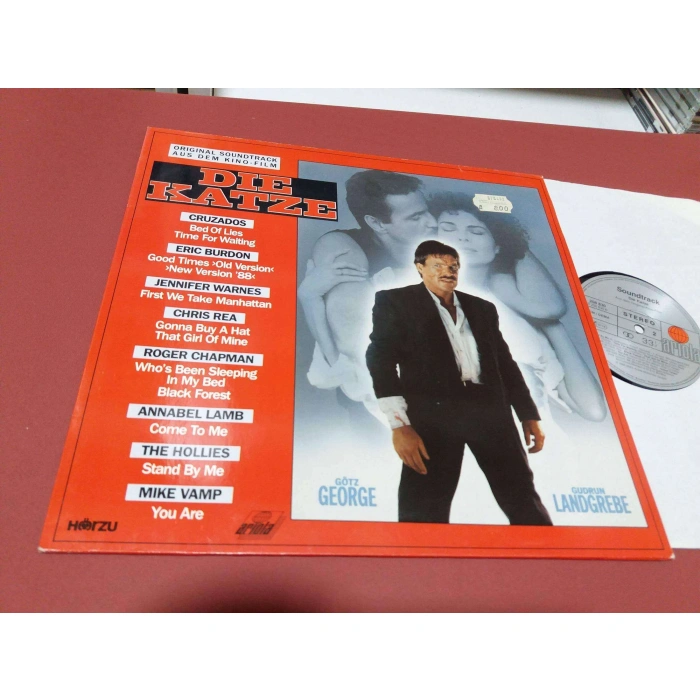 ORIGINAL SOUNDTRACK
AUS DEM KINO-FILM
DIE
KATZE
CRUZADOS
Bed Of Lies
Time For Waiting
ERIC BURDON
Good Times ›Old Version‹
›New Version '88‹
JENNIFER WARNES
First We Take Manhattan
CHRIS REA
Gonna Buy A Hat
That Girl Of Mine
ROGER CHAPMAN
Who's Been Sleeping
In My Bed
Black Forest
ANNABEL LAMB
Come To Me
THE HOLLIES
Stand By Me
MIKE VAMP
You Are
HÖRZU
ariola
GÖTZ
GEORGE
GUDRUN
LANDGREBE
800
Soundtrack
STEREO
33
ariola